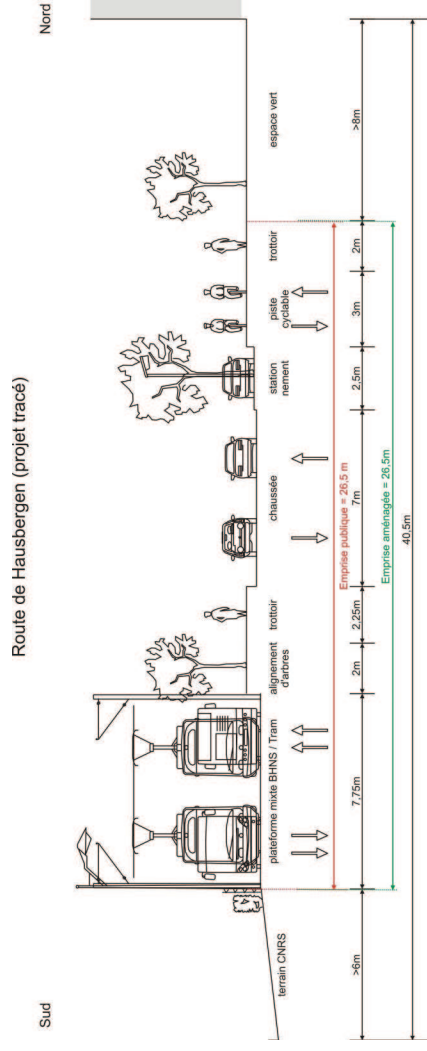 Route de Hausbergen (projet tracé)
Sud
Nord
terrain CNRS
plateforme mixte BHNS / Tram
alignement
d'arbres
trottoir
chaussée
station
nement
piste
cyclable
trottoir
espace vert
Emprise publique = 26,5 m
>6m
7,75m
2m
2,25m
7m
2,5m
3m
2m
>8m
Emprise aménagée = 26,5m
40,5m